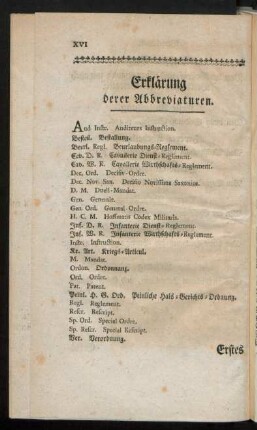 XVI
Erklärung
derer Abbreviaturen.
Aud. Instr. Auditeurs Instruction.
Bestall. Bestallung.
Beurl. Regl. Beurlaubungs-Reglement.
Cav. D. R. Cavallerie Dienst-Reglement.
Cav. W. R. Cavallerie Wirthschafts-Reglement.
Dec. Ord. Decisiv-Ordre.
Dec. Nov. Sax. Decisio Novissima Saxonica.
D. M. Duell-Mandat.
Gen. Generale.
Gen. Ord. General Ordre.
H. C. M. Hoffmanni Codex Militaris.
Inf. D. R. Infanterie Dienst-Reglement.
Inf. W. R. Infanterie Wirthschafts-Reglement.
Instr. Instruction.
Kr. Art. Kriegs-Articul.
M. Mandat.
Ordon. Ordonnanz.
Ord. Ordre.
Pat. Patent.
Peinl. H. G. Ord. Peinliche Hals-Gerichts-Ordnung.
Regl. Reglement.
Rescr. Rescript.
Sp. Ord. Special Ordre.
Sp. Rescr. Special Rescript.
Ver. Verordnung.
Erstes